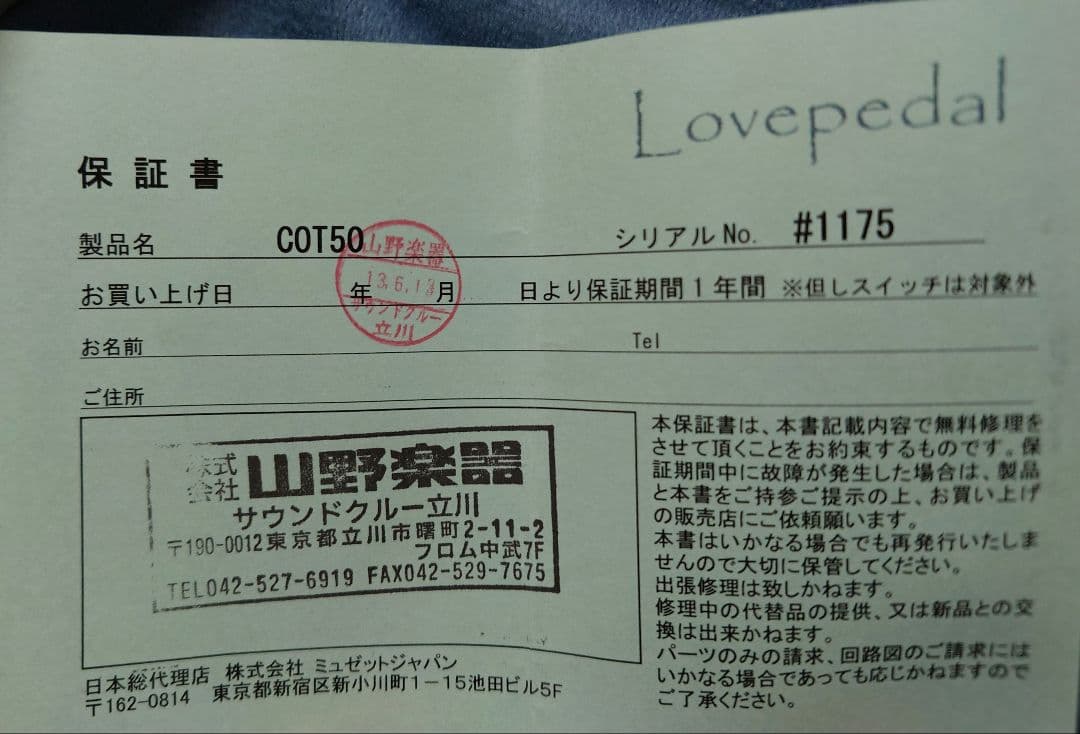 Lovepedal
保証書
製品名 COT50 シリアルNo. #1175
山野楽器
13.6.13
サウンドクルー
立川
お買い上げ日 年 月 日より保証期間1年間 ※但しスイッチは対象外
お名前 Tel
ご住所
株式会社 山野楽器
サウンドクルー立川
〒190-0012東京都立川市曙町2-11-2
フロム中武7F
TEL042-527-6919 FAX042-529-7675
日本総代理店 株式会社 ミュゼットジャパン
〒162-0814 東京都新宿区新小川町1-15池田ビル5F
本保証書は、本書記載内容で無料修理を
させて頂くことをお約束するものです。保
証期間中に故障が発生した場合は、製品
と本書をご持参ご提示の上、お買い上げ
の販売店にご依頼願います。
本書はいかなる場合でも再発行いたしま
せんので大切に保管してください。
出張修理は致しかねます。
修理中の代替品の提供、又は新品との交
換は出来かねます。
パーツのみの請求、回路図のご請求には
いかなる場合であっても応じかねますので
ご了承ください。